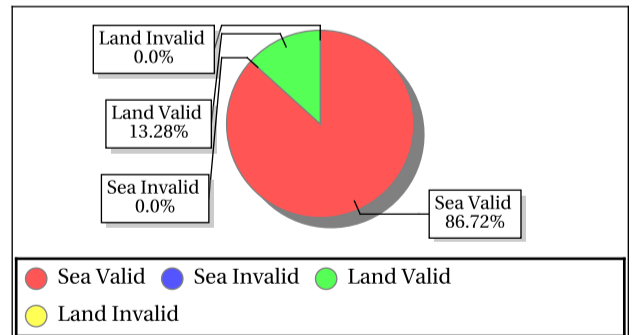 Land Invalid
0.0%
Land Valid
13.28%
Sea Invalid
0.0%
Sea Valid
86.72%
Sea Valid Sea Invalid Land Valid
Land Invalid